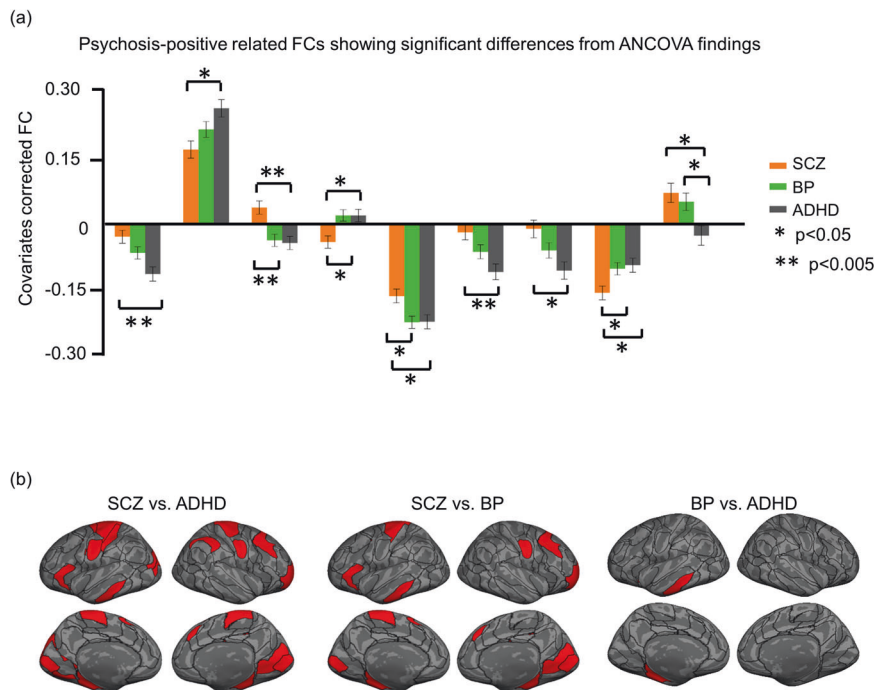 (a)
Psychosis-positive related FCs showing significant differences from ANCOVA findings
Covariates corrected FC
0.30
0.15
0
-0.15
-0.30
*
**
*
*
*
**
**
*
**
*
*
*
*
*
SCZ
BP
ADHD
* p<0.05
** p<0.005
(b)
SCZ vs. ADHD
SCZ vs. BP
BP vs. ADHD